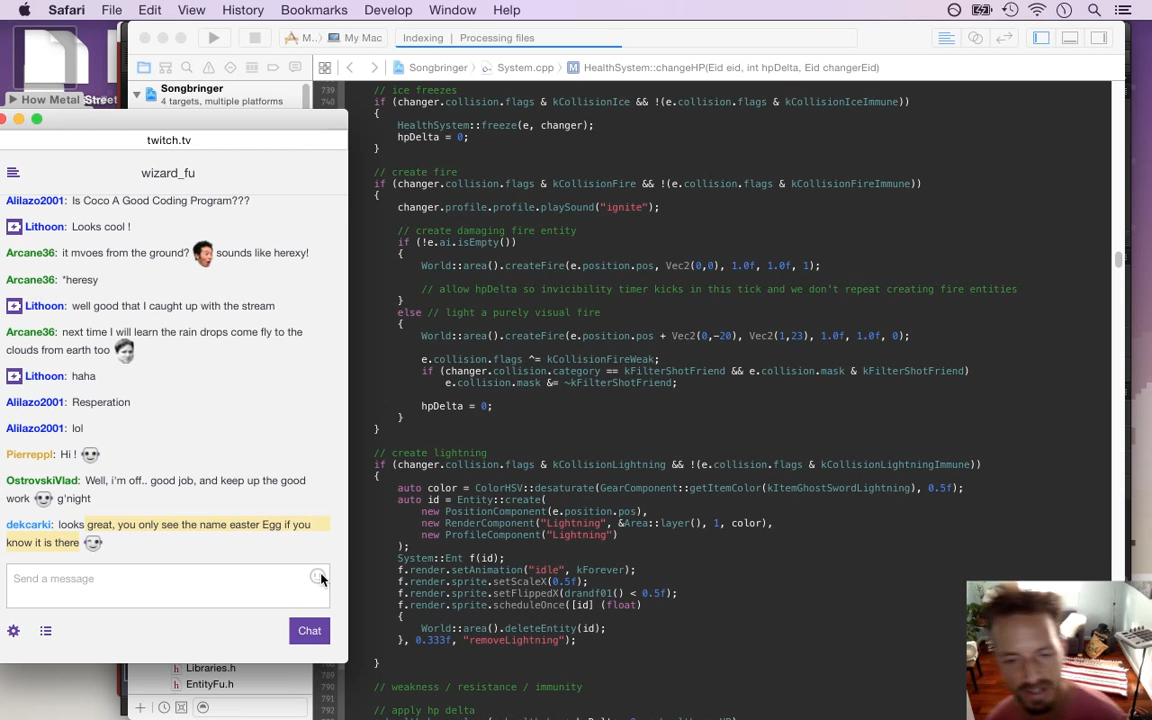 Safari File Edit View History Bookmarks Develop Window Help
M.. My Mac Indexing | Processing files
Songbringer System.cpp M HealthSystem::changeHP(Eid eid, int hpDelta, Eid changerEid)
Songbringer
4 targets, multiple platforms
How Metal
twitch.tv
wizard_fu
Alilazo2001: Is Coco A Good Coding Program???
Lithoon: Looks cool !
Arcane36: it mvoes from the ground? sounds like herexy!
Arcane36: *heresy
Lithoon: well good that I caught up with the stream
Arcane36: next time I will learn the rain drops come fly to the
clouds from earth too
Lithoon: haha
Alilazo2001: Resperation
Alilazo2001: lol
Pierreppl: Hi !
OstrovskiVlad: Well, i'm off.. good job, and keep up the good
work g'night
dekcarki: looks great, you only see the name easter Egg if you
know it is there
Send a message
Chat
Libraries.h
EntityFu.h
739 // ice freezes
740 if (changer.collision.flags & kCollisionIce && !(e.collision.flags & kCollisionIceImmune))
{
HealthSystem::freeze(e, changer);
hpDelta = 0;
}
// create fire
if (changer.collision.flags & kCollisionFire && !(e.collision.flags & kCollisionFireImmune))
{
changer.profile.profile.playSound("ignite");
// create damaging fire entity
if (!e.ai.isEmpty())
{
World::area().createFire(e.position.pos, Vec2(0,0), 1.0f, 1.0f, 1);
// allow hpDelta so invicibility timer kicks in this tick and we don't repeat creating fire entities
}
else // light a purely visual fire
{
World::area().createFire(e.position.pos + Vec2(0,-20), Vec2(1,23), 1.0f, 1.0f, 0);
e.collision.flags ^= kCollisionFireWeak;
if (changer.collision.category == kFilterShotFriend && e.collision.mask & kFilterShotFriend)
e.collision.mask &= ~kFilterShotFriend;
hpDelta = 0;
}
}
// create lightning
if (changer.collision.flags & kCollisionLightning && !(e.collision.flags & kCollisionLightningImmune))
{
auto color = ColorHSV::desaturate(GearComponent::getItemColor(kItemGhostSwordLightning), 0.5f);
auto id = Entity::create(
new PositionComponent(e.position.pos),
new RenderComponent("Lightning", &Area::layer(), 1, color),
new ProfileComponent("Lightning")
);
System::Ent f(id);
f.render.setAnimation("idle", kForever);
f.render.sprite.setScaleX(0.5f);
f.render.sprite.setFlippedX(drandf01() < 0.5f);
f.render.sprite.scheduleOnce([id] (float)
{
World::area().deleteEntity(id);
}, 0.333f, "removeLightning");
788 }
789
790 // weakness / resistance / immunity
791
792 // apply hp delta